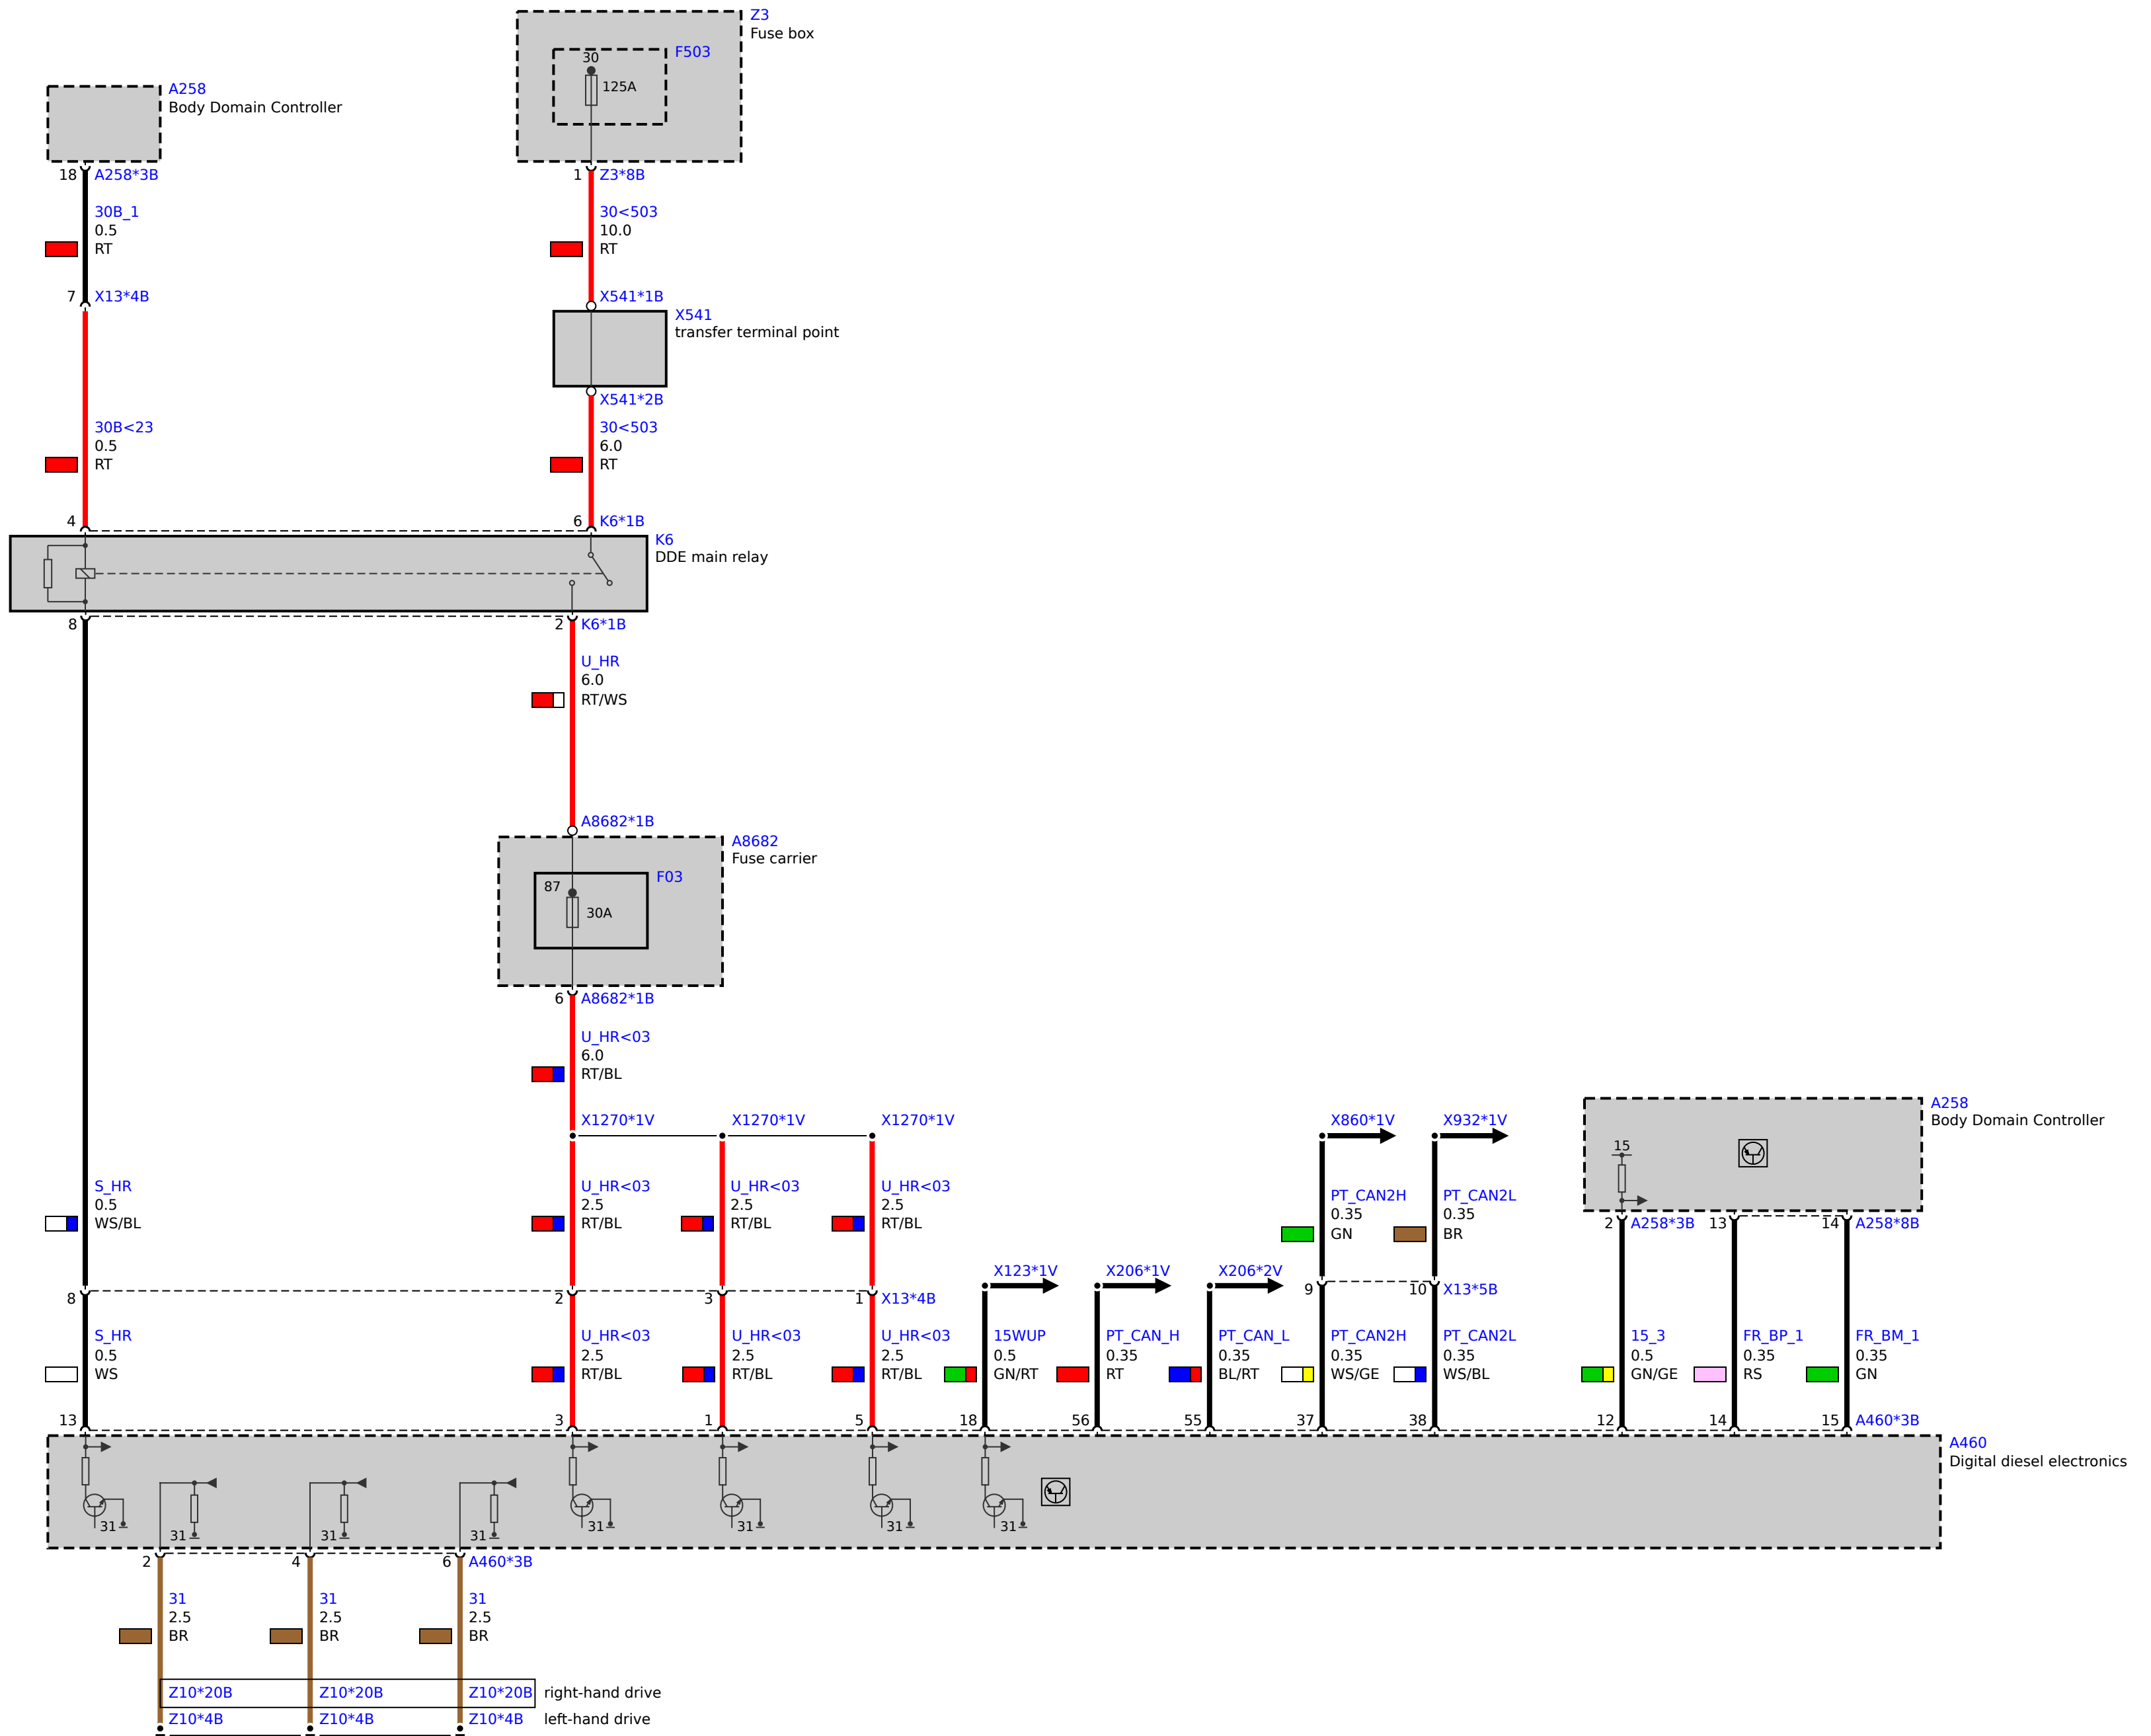 Z3
Fuse box
F503
30
125A
A258
Body Domain Controller
18 A258*3B
1 Z3*8B
30B_1
0.5
RT
30<503
10.0
RT
7 X13*4B
X541*1B
X541
transfer terminal point
X541*2B
30B<23
0.5
RT
30<503
6.0
RT
4
6 K6*1B
K6
DDE main relay
8
2 K6*1B
U_HR
6.0
RT/WS
A8682*1B
A8682
Fuse carrier
F03
87
30A
6 A8682*1B
U_HR<03
6.0
RT/BL
X1270*1V X1270*1V X1270*1V
X860*1V X932*1V
A258
Body Domain Controller
15
S_HR
0.5
WS/BL
U_HR<03
2.5
RT/BL
U_HR<03
2.5
RT/BL
U_HR<03
2.5
RT/BL
PT_CAN2H
0.35
GN
PT_CAN2L
0.35
BR
2 A258*3B 13 14 A258*8B
X123*1V X206*1V X206*2V
8 2 3 1 X13*4B
9 10 X13*5B
S_HR
0.5
WS
U_HR<03
2.5
RT/BL
U_HR<03
2.5
RT/BL
U_HR<03
2.5
RT/BL
15WUP
0.5
GN/RT
PT_CAN_H
0.35
RT
PT_CAN_L
0.35
BL/RT
PT_CAN2H
0.35
WS/GE
PT_CAN2L
0.35
WS/BL
15_3
0.5
GN/GE
FR_BP_1
0.35
RS
FR_BM_1
0.35
GN
13 3 1 5 18 56 55 37 38 12 14 15 A460*3B
A460
Digital diesel electronics
31 31 31 31 31 31 31 31
2 4 6 A460*3B
31
2.5
BR
31
2.5
BR
31
2.5
BR
Z10*20B Z10*20B Z10*20B right-hand drive
Z10*4B Z10*4B Z10*4B left-hand drive